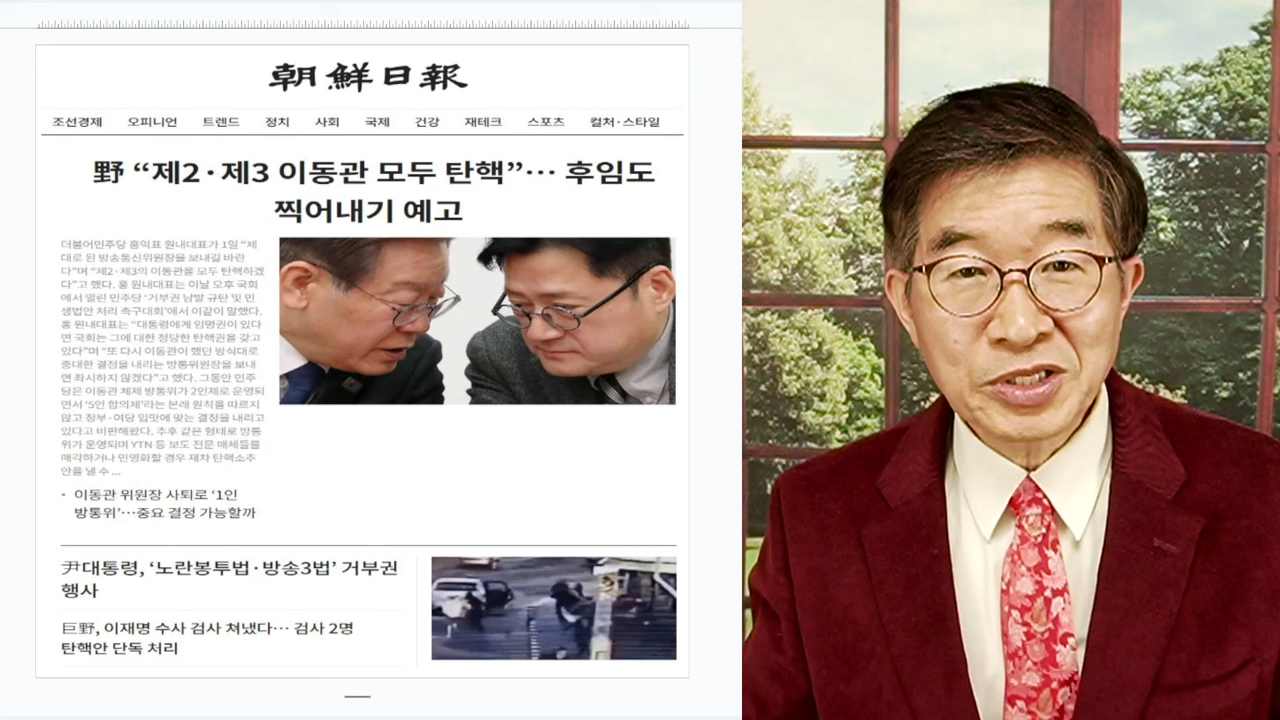 朝鮮日報
조선경제 오피니언 트렌드 정치 사회 국제 건강 재테크 스포츠 컬처·스타일
野 “제2·제3 이동관 모두 탄핵”… 후임도
찍어내기 예고
더불어민주당 홍익표 원내대표가 1일 “제
대로 된 방송통신위원장을 보내길 바란
다”며 “제2·제3의 이동관을 모두 탄핵하겠
다”고 했다. 홍 원내대표는 이날 오후 국회
에서 열린 민주당 ‘거부권 남발 규탄 및 민
생법안 처리 촉구대회’에서 이같이 말했다.
홍 원내대표는 “대통령에게 임명권이 있다
면 국회는 그에 대한 정당한 탄핵권을 갖고
있다”며 “또 다시 이동관이 했던 방식대로
중대한 결정을 내리는 방통위원장을 보내
면 좌시하지 않겠다”고 했다. 그동안 민주
당은 이동관 체제 방통위가 2인제로 운영되
면서 ‘5인 합의제’라는 본래 원칙을 따르지
않고 정부·여당 입맛에 맞는 결정을 내리고
있다고 비판해왔다. 추후 같은 형태로 방통
위가 운영되며 YTN 등 보도 전문 매체들를
매각하거나 민영화할 경우 재차 탄핵소추
안을 낼 수 ...
• 이동관 위원장 사퇴로 ‘1인
방통위’…중요 결정 가능할까
尹대통령, ‘노란봉투법·방송3법’ 거부권
행사
巨野, 이재명 수사 검사 쳐냈다… 검사 2명
탄핵안 단독 처리